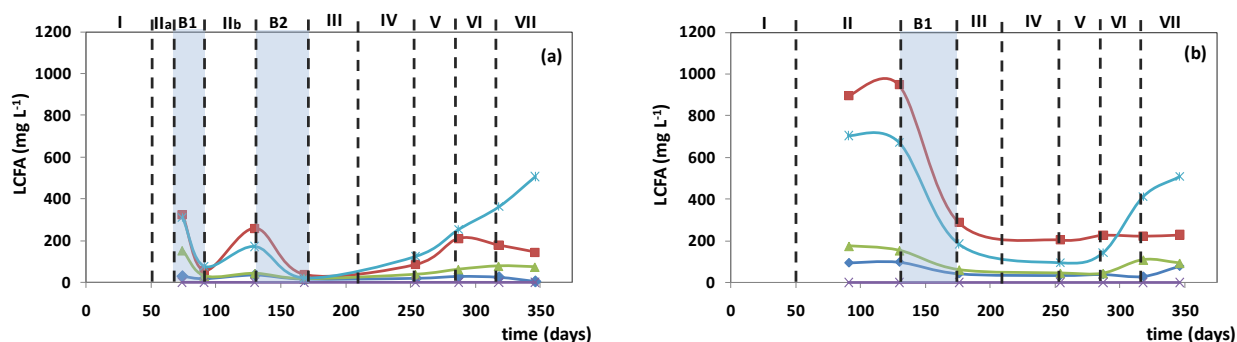 I IIa B1 IIb B2 III IV V VI VII
1200
1000
800
600
400
200
0
LCFA (mg L-1)
(a)
0 50 100 150 200 250 300 350
time (days)
I II B1 III IV V VI VII
1200
1000
800
600
400
200
0
LCFA (mg L-1)
(b)
0 50 100 150 200 250 300 350
time (days)